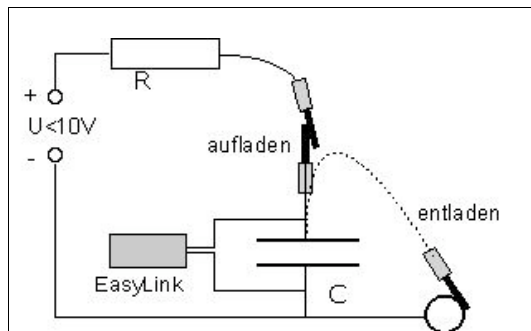 R
+
U<10V
-
aufladen
entladen
EasyLink
C